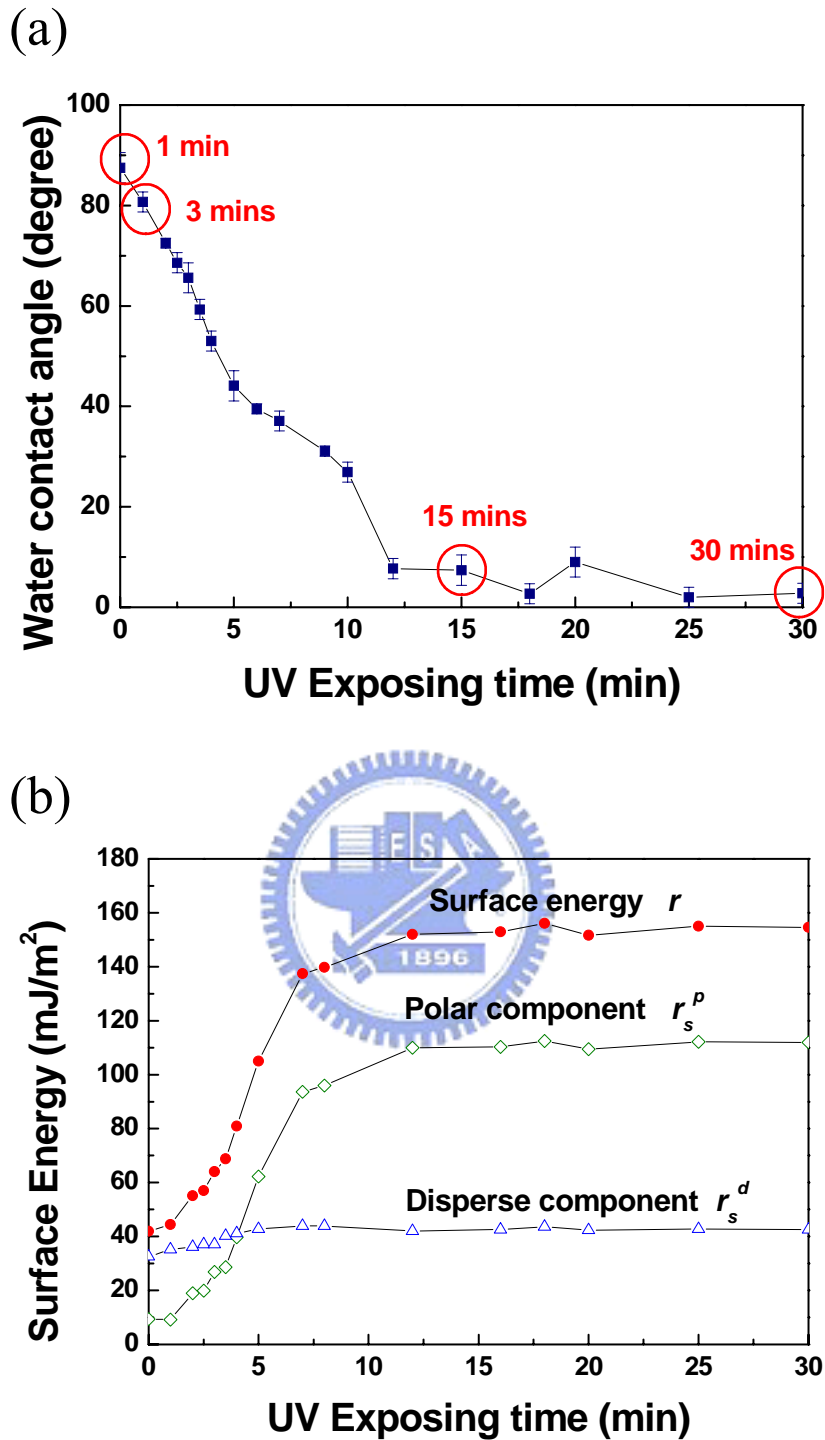 (a)
100
80
60
40
20
0
Water contact angle (degree)
1 min
3 mins
15 mins
30 mins
0 5 10 15 20 25 30
UV Exposing time (min)
(b)
180
160
140
120
100
80
60
40
20
0
Surface Energy (mJ/m²)
E S A
1896
Surface energy r
Polar component r_s^p
Disperse component r_s^d
0 5 10 15 20 25 30
UV Exposing time (min)